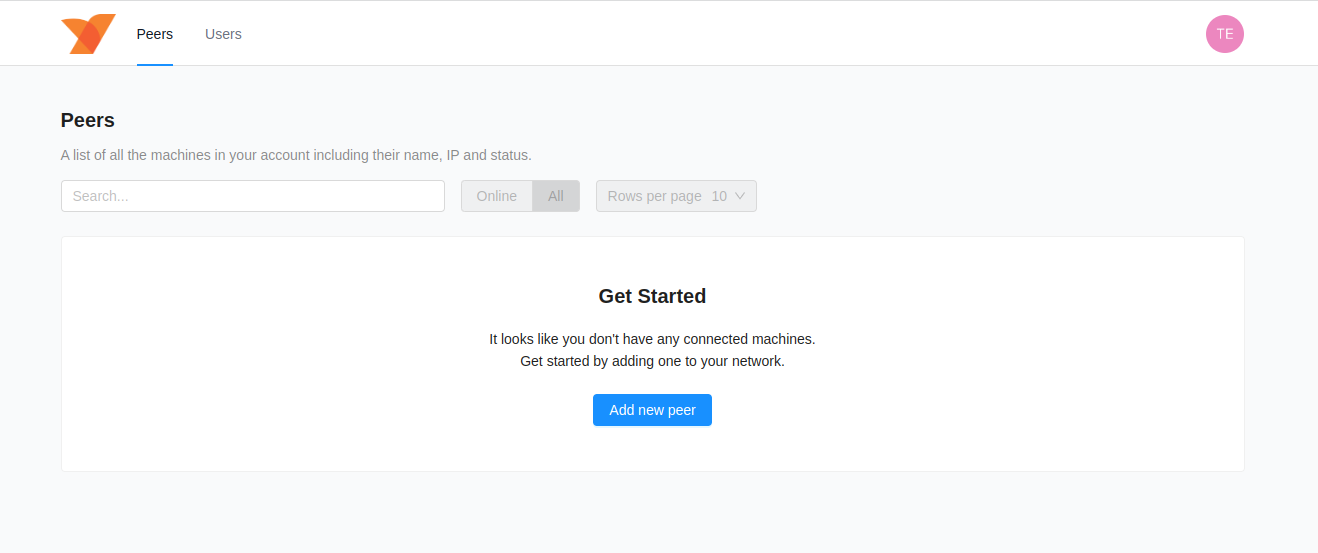 Peers
Users
TE
Peers
A list of all the machines in your account including their name, IP and status.
Search...
Online
All
Rows per page 10
Get Started
It looks like you don't have any connected machines.
Get started by adding one to your network.
Add new peer